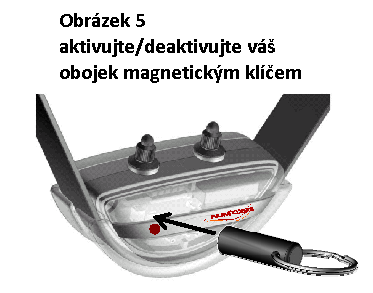 Obrázek 5
aktivujte/deaktivujte váš
obojek magnetickým klíčem